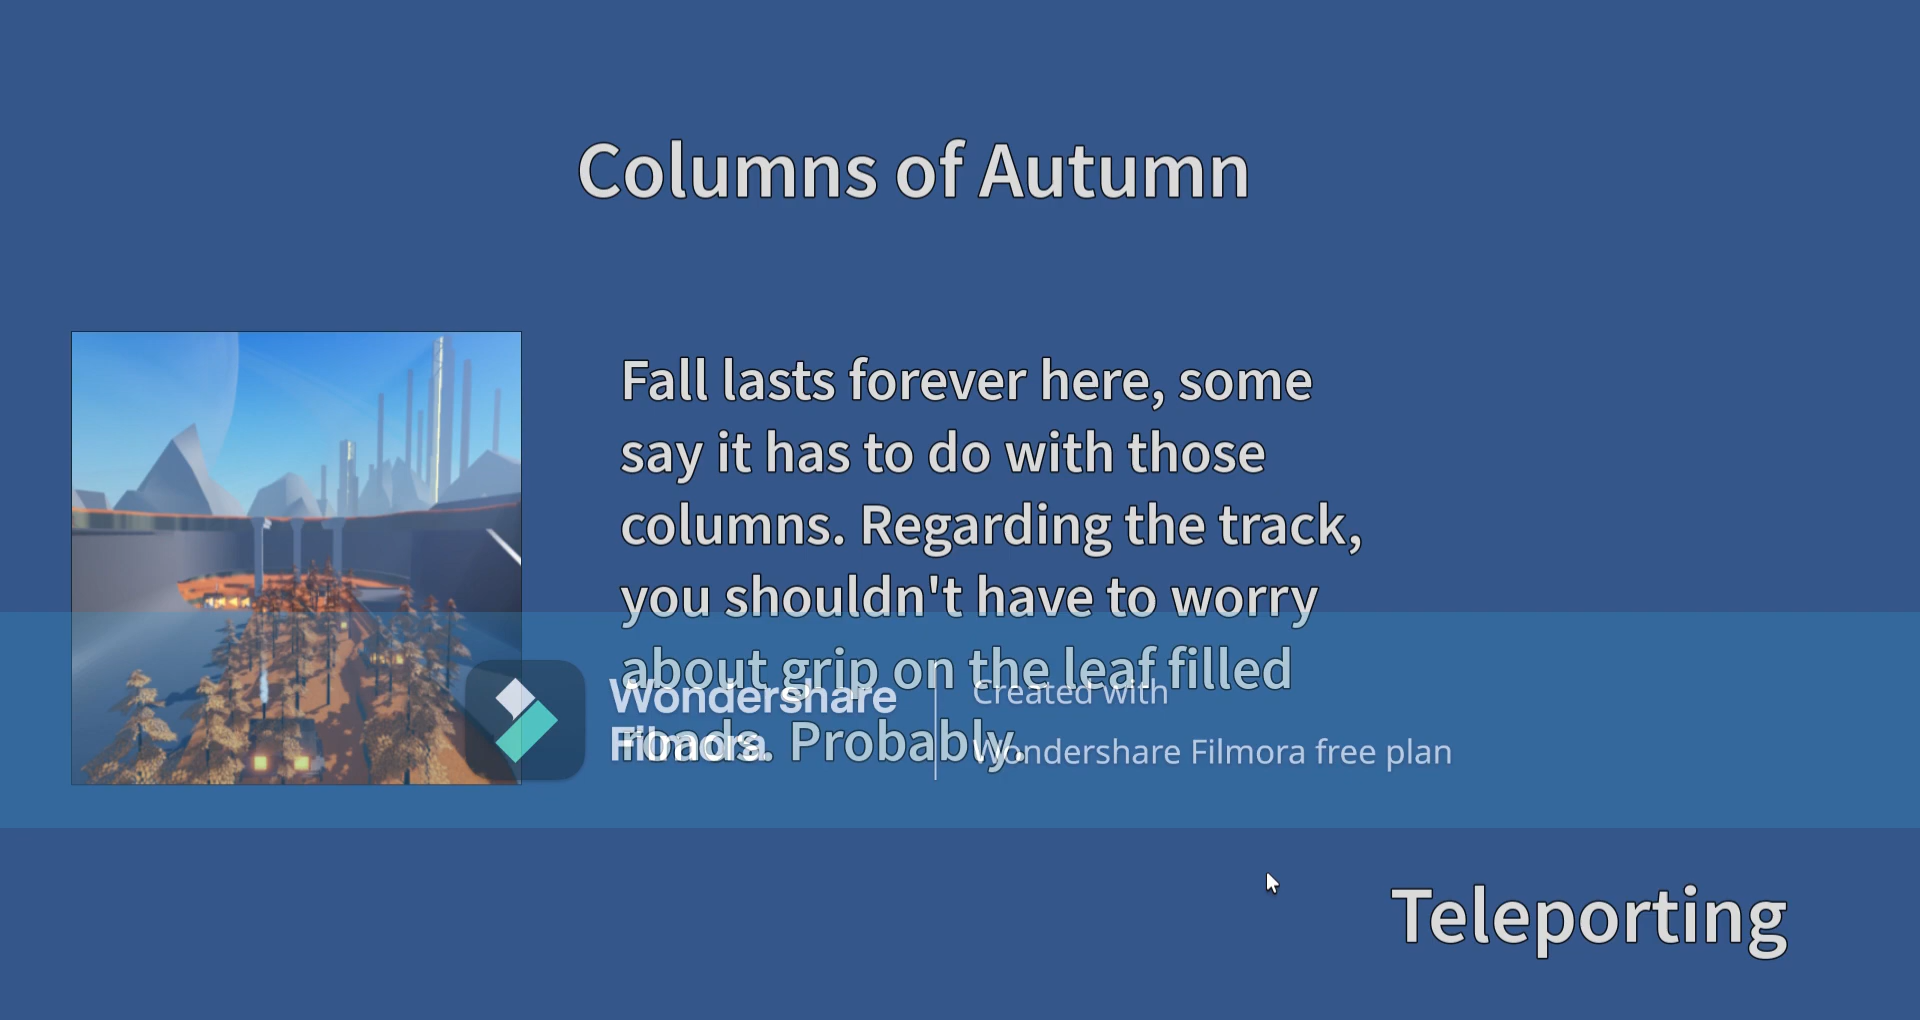 Columns of Autumn
Fall lasts forever here, some
say it has to do with those
columns. Regarding the track,
you shouldn't have to worry
about grip on the leaf filled
roads. Probably.
Wondershare
Filmora
Created with
Wondershare Filmora free plan
Teleporting